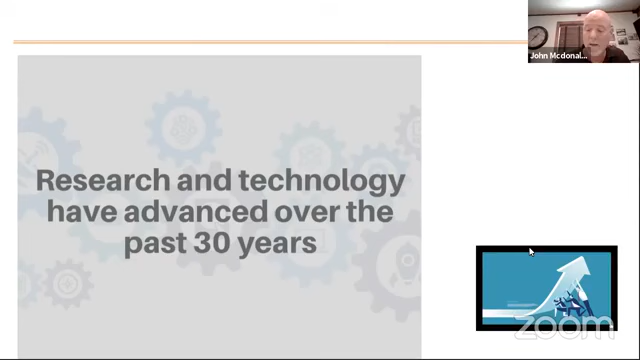 John Mcdonal...
Research and technology
have advanced over the
past 30 years
zoom